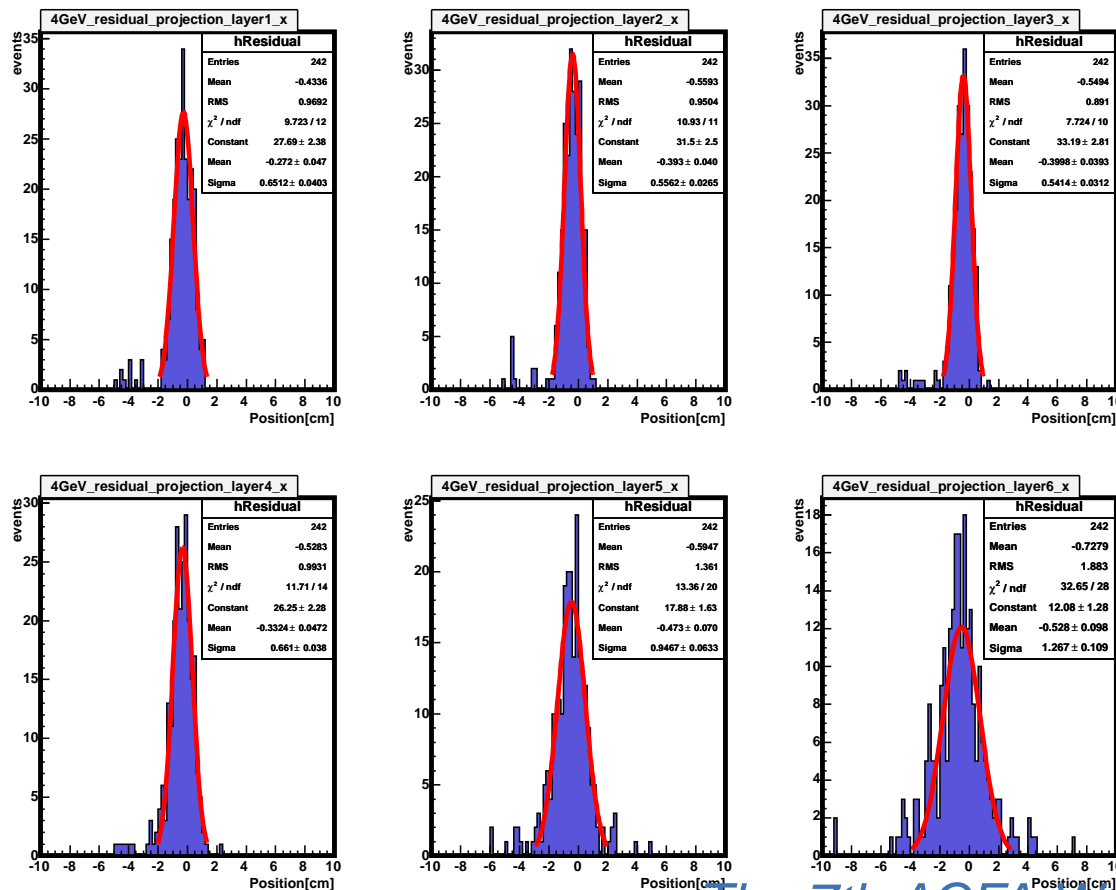 4GeV_residual_projection_layer1_x
events
hResidual
Entries 242
Mean -0.4336
RMS 0.9692
χ² / ndf 9.723 / 12
Constant 27.69 ± 2.38
Mean -0.272 ± 0.047
Sigma 0.6512 ± 0.0403
35
30
25
20
15
10
5
0
-10 -8 -6 -4 -2 0 2 4 6 8 10
Position[cm]
4GeV_residual_projection_layer2_x
events
hResidual
Entries 242
Mean -0.5593
RMS 0.9504
χ² / ndf 10.93 / 11
Constant 31.5 ± 2.5
Mean -0.393 ± 0.040
Sigma 0.5562 ± 0.0265
30
25
20
15
10
5
0
-10 -8 -6 -4 -2 0 2 4 6 8 10
Position[cm]
4GeV_residual_projection_layer3_x
events
hResidual
Entries 242
Mean -0.5494
RMS 0.891
χ² / ndf 7.724 / 10
Constant 33.19 ± 2.81
Mean -0.3998 ± 0.0393
Sigma 0.5414 ± 0.0312
35
30
25
20
15
10
5
0
-10 -8 -6 -4 -2 0 2 4 6 8 10
Position[cm]
4GeV_residual_projection_layer4_x
events
hResidual
Entries 242
Mean -0.5283
RMS 0.9931
χ² / ndf 11.71 / 14
Constant 26.25 ± 2.28
Mean -0.3324 ± 0.0472
Sigma 0.661 ± 0.038
30
25
20
15
10
5
0
-10 -8 -6 -4 -2 0 2 4 6 8 10
Position[cm]
4GeV_residual_projection_layer5_x
events
hResidual
Entries 242
Mean -0.5947
RMS 1.361
χ² / ndf 13.36 / 20
Constant 17.88 ± 1.63
Mean -0.473 ± 0.070
Sigma 0.9467 ± 0.0633
25
20
15
10
5
0
-10 -8 -6 -4 -2 0 2 4 6 8 10
Position[cm]
4GeV_residual_projection_layer6_x
events
hResidual
Entries 242
Mean -0.7279
RMS 1.883
χ² / ndf 32.65 / 28
Constant 12.08 ± 1.28
Mean -0.528 ± 0.098
Sigma 1.267 ± 0.109
18
16
14
12
10
8
6
4
2
0
-10 -8 -6 -4 -2 0 2 4 6 8 10
Position[cm]
The 7th